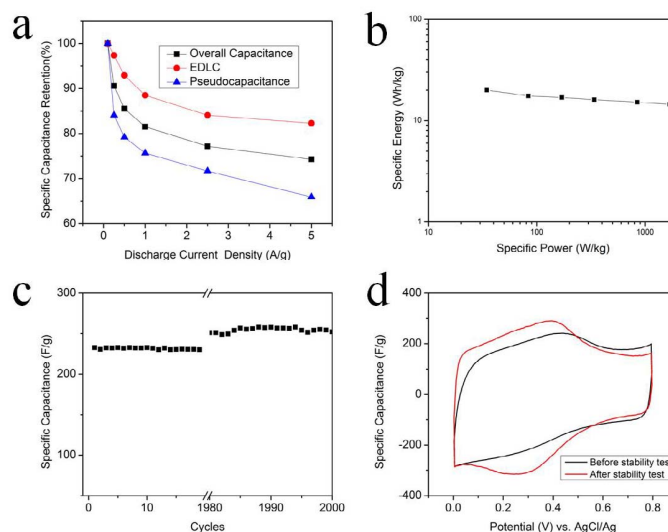 a
Specific Capacitance Retention(%)
100
90
80
70
60
Overall Capacitance
EDLC
Pseudocapacitance
0 1 2 3 4 5
Discharge Current Density (A/g)
b
Specific Energy (Wh/kg)
100
10
1
10 100 1000
Specific Power (W/kg)
c
Specific Capacitance (F/g)
300
250
100
0 10 1980 1990 2000
Cycles
d
Specific Capacitance (F/g)
400
200
0
-200
-400
Before stability test
After stability test
0.0 0.2 0.4 0.6 0.8
Potential (V) vs. AgCl/Ag